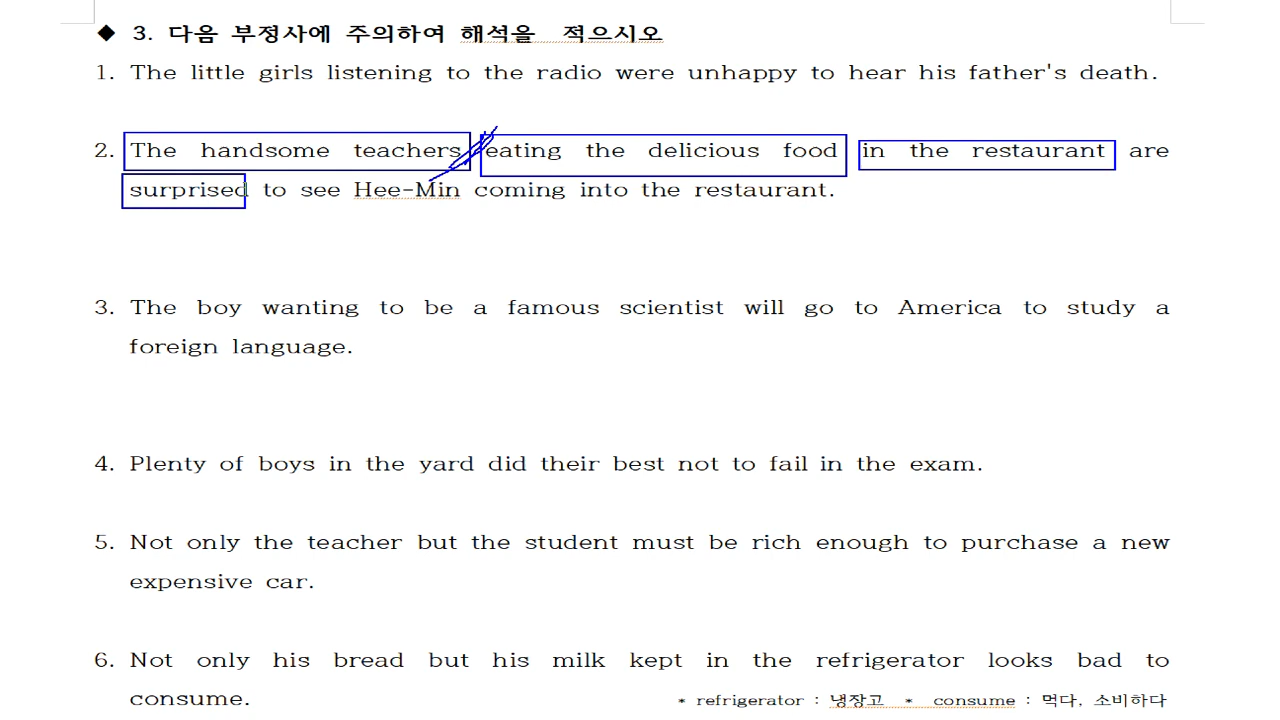 ◆ 3. 다음 부정사에 주의하여 해석을 적으시오
1. The little girls listening to the radio were unhappy to hear his father's death.
2. The handsome teachers eating the delicious food in the restaurant are
surprised to see Hee-Min coming into the restaurant.
3. The boy wanting to be a famous scientist will go to America to study a
foreign language.
4. Plenty of boys in the yard did their best not to fail in the exam.
5. Not only the teacher but the student must be rich enough to purchase a new
expensive car.
6. Not only his bread but his milk kept in the refrigerator looks bad to
consume. * refrigerator : 냉장고 * consume : 먹다, 소비하다